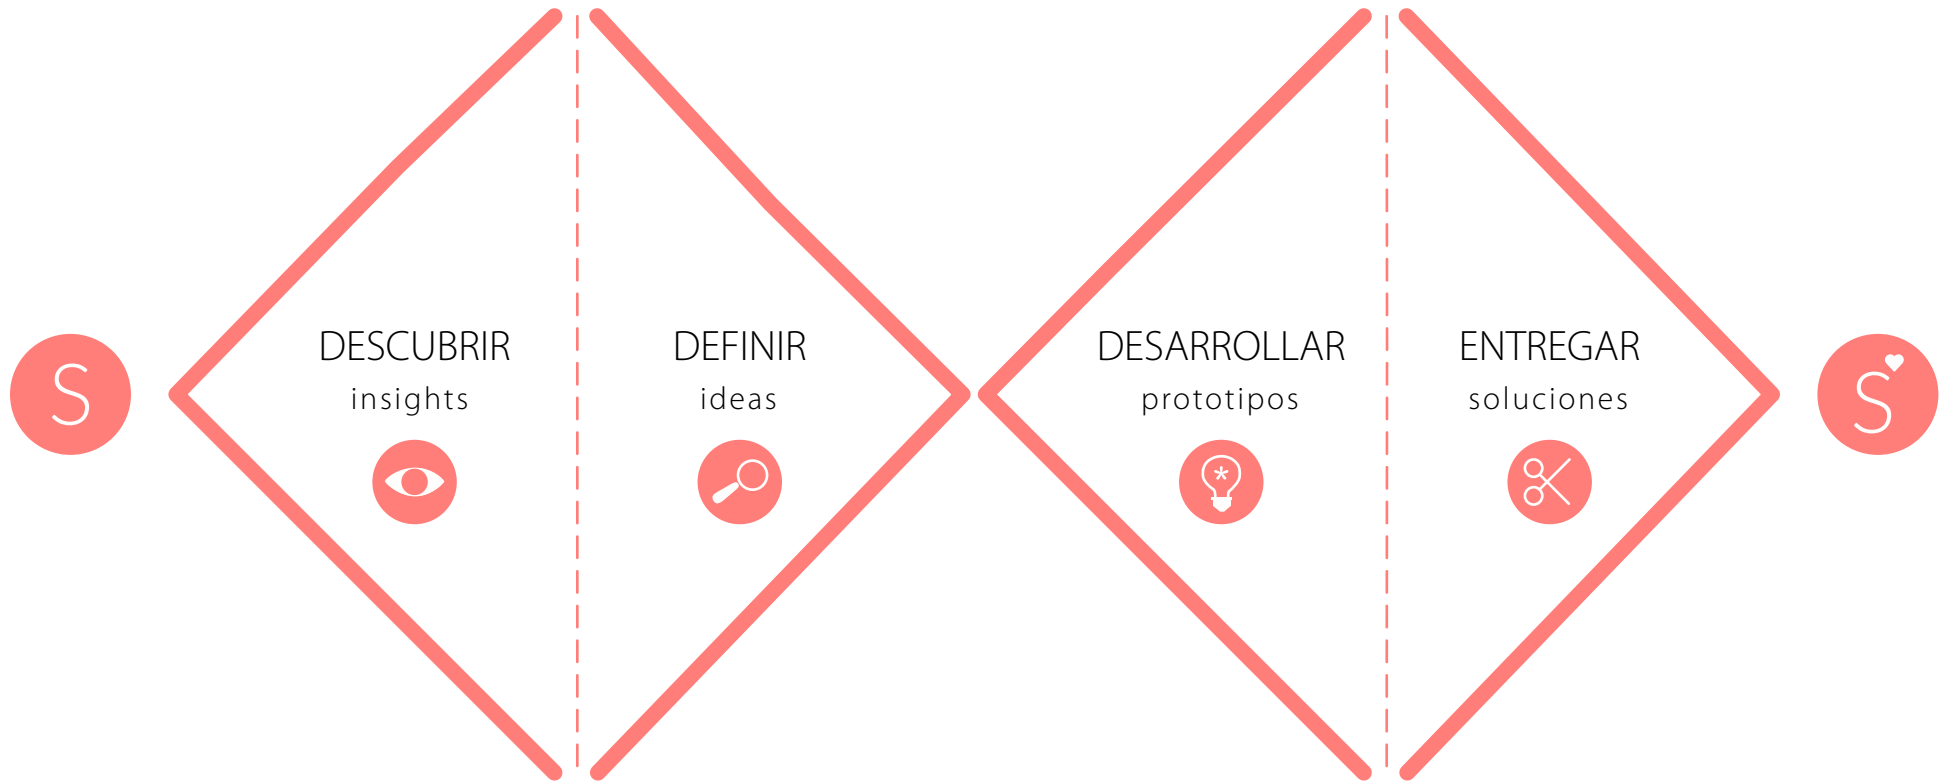 S
DESCUBRIR
insights
DEFINIR
ideas
DESARROLLAR
prototipos
ENTREGAR
soluciones
S